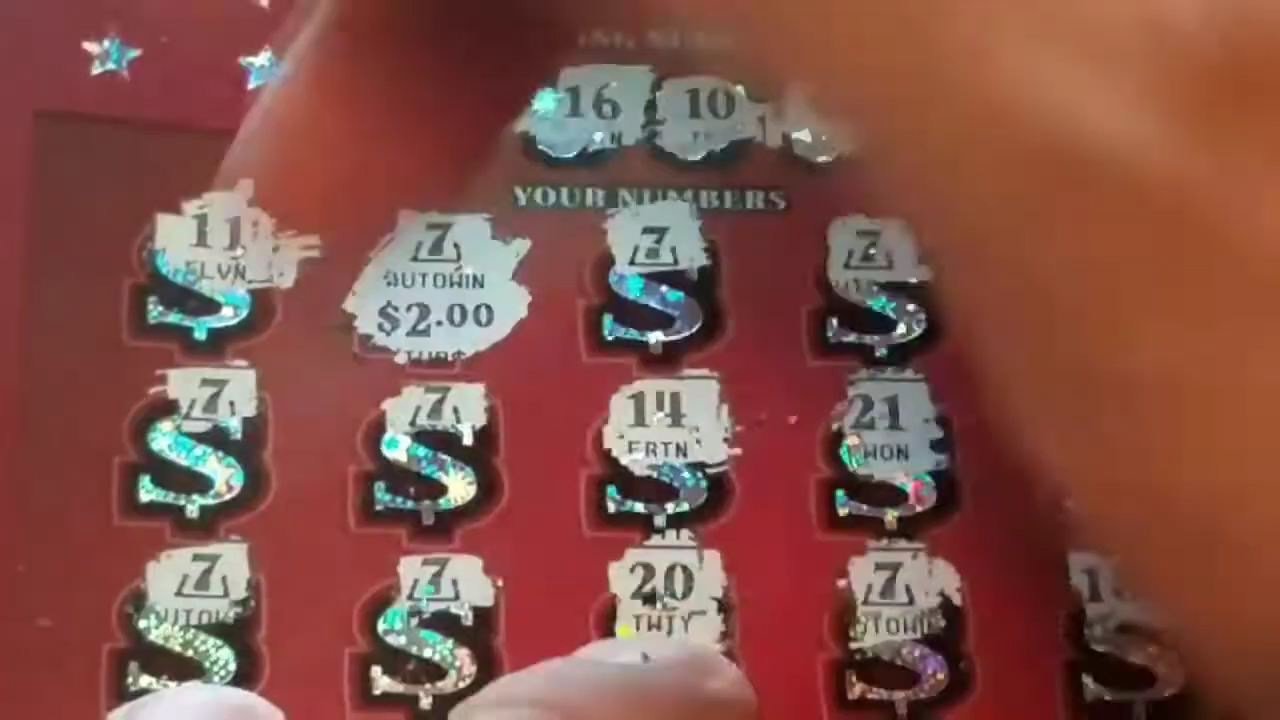 16 10
YOUR NUMBERS
11 7 7 7
ELVN AUTOWIN
$2.00
7 7 14 21
FRTN
7 7 20 7
TWTY